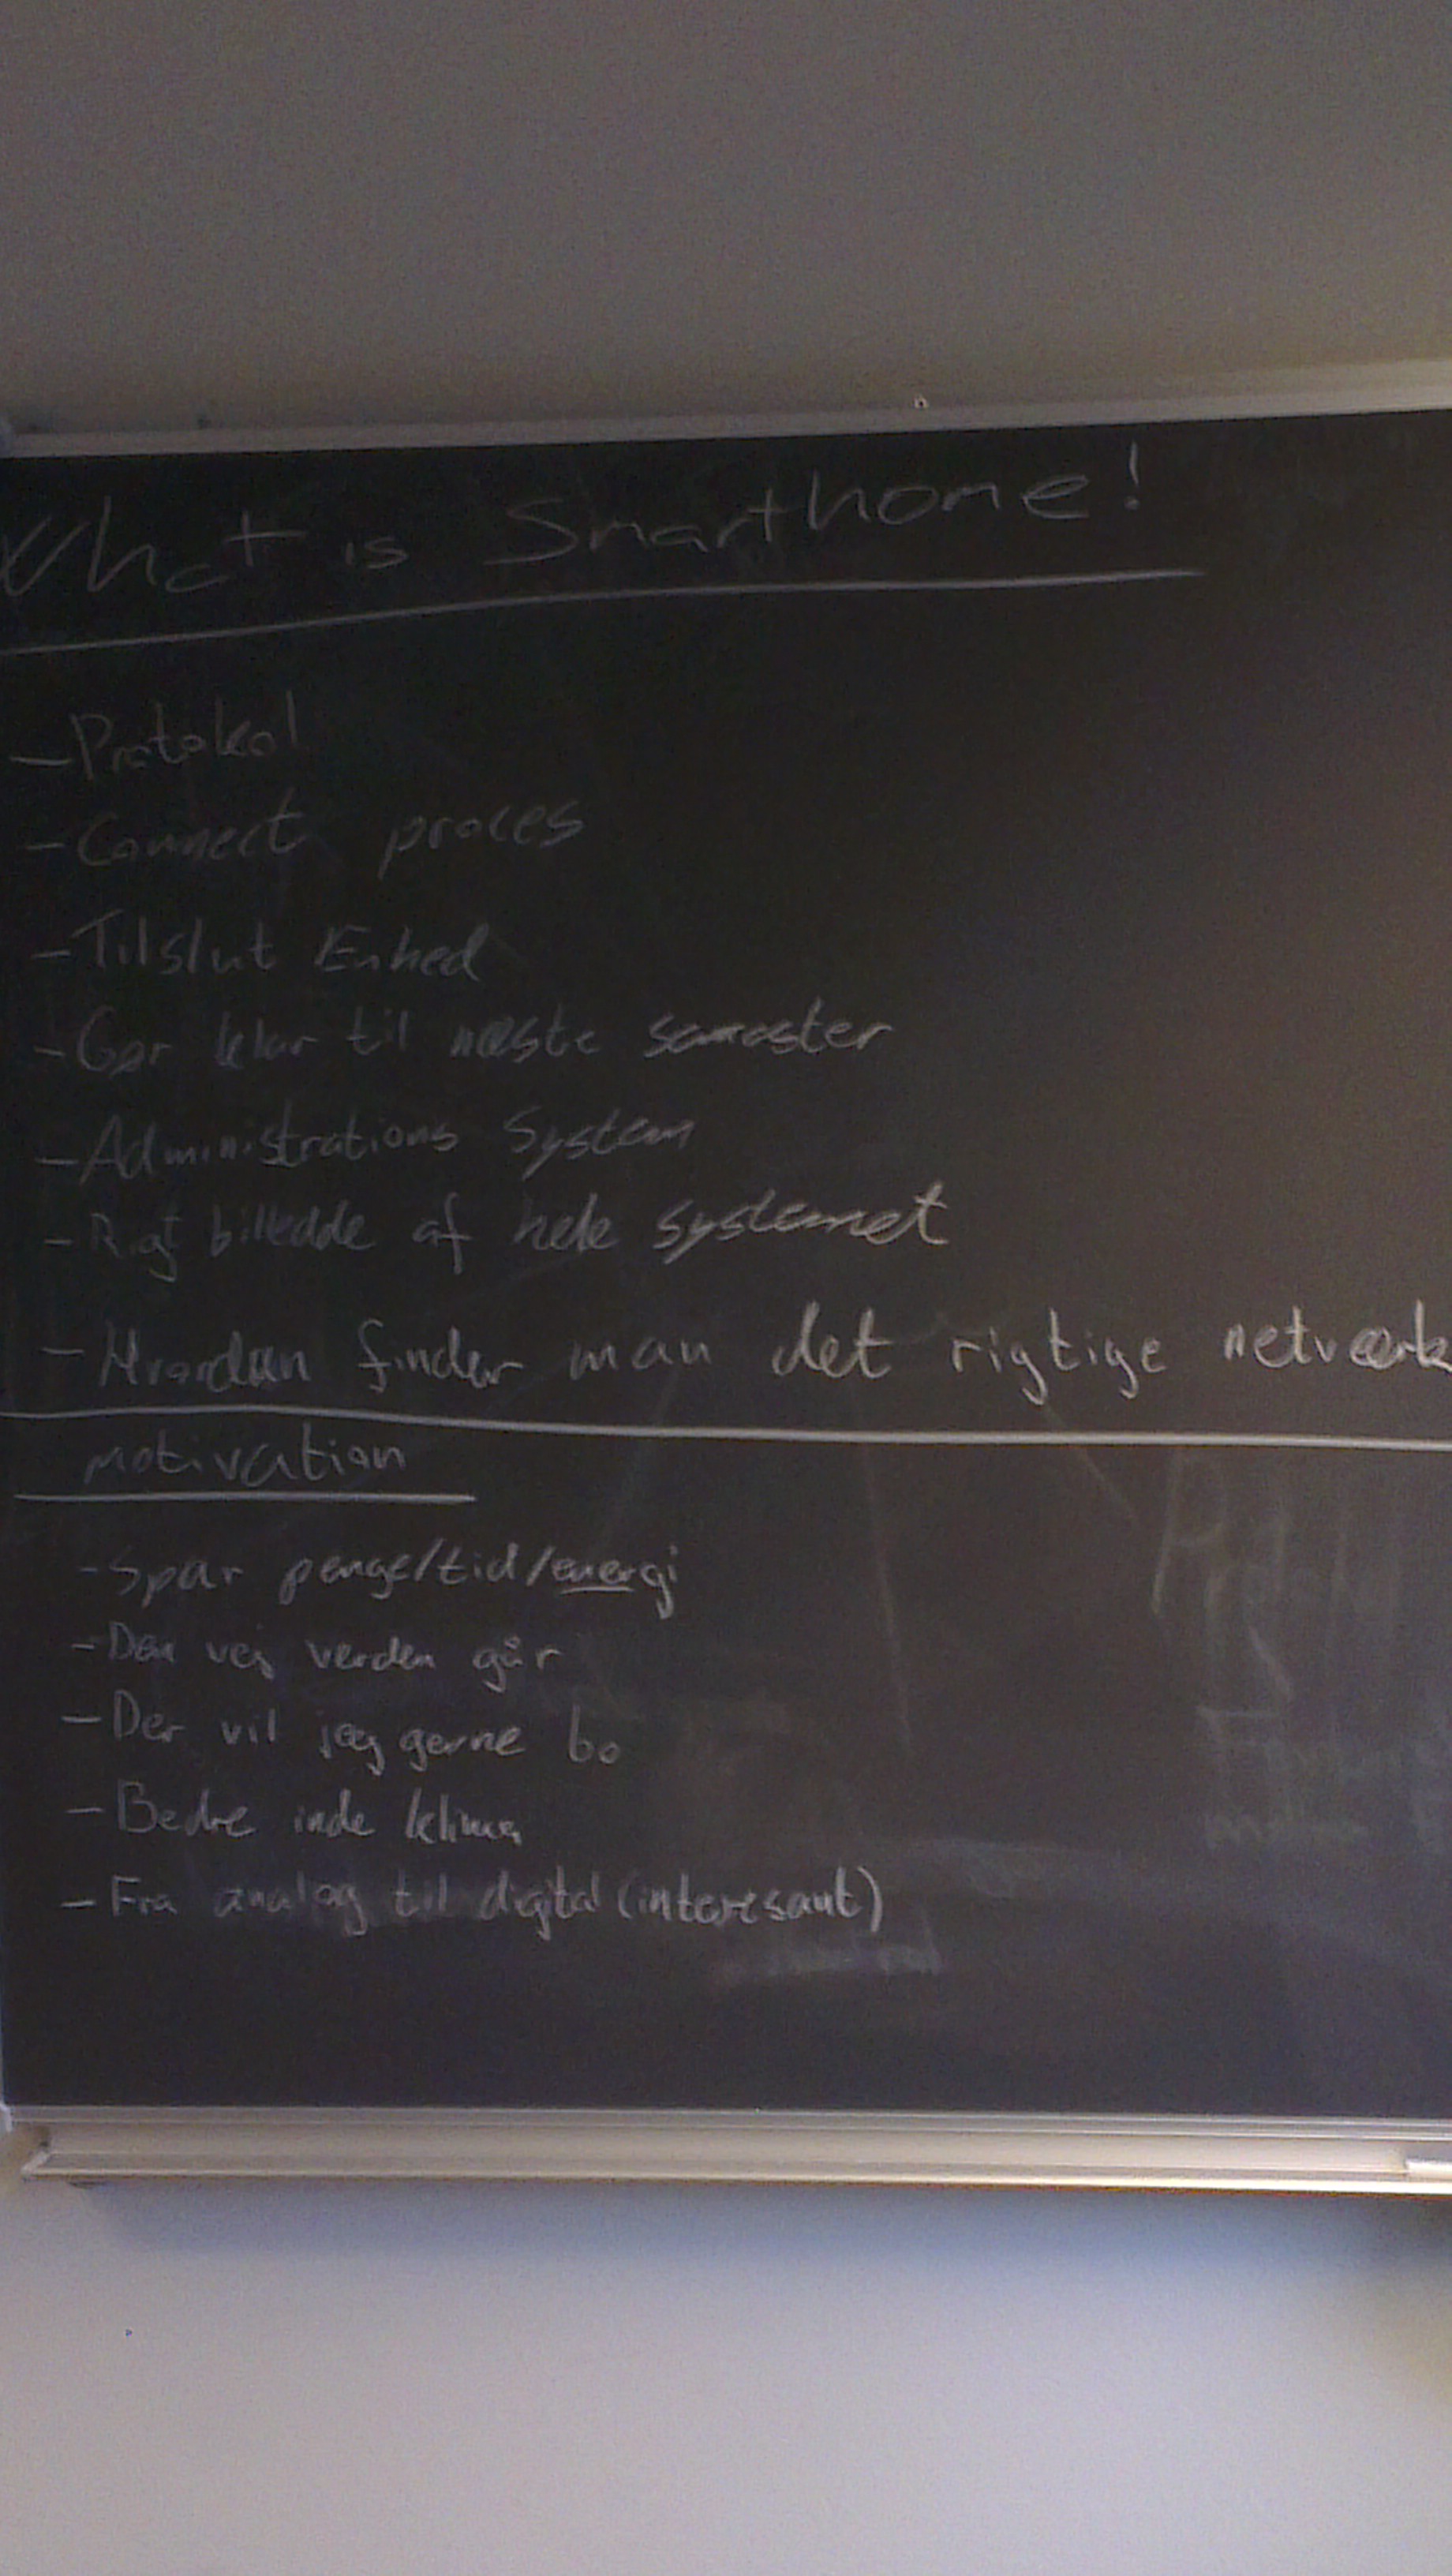 What is Smarthome!
- Protokol
- Connect proces
- Tilslut Enhed
- Gør klar til næste semester
- Administrations System
- Rigt billedde af hele systemet
- Hvordan finder man det rigtige netværk
motivation
- Spar penge/tid/energi
- Den vej verden går
- Der vil jeg gerne bo
- Bedre inde klima
- Fra analog til digital (interesant)